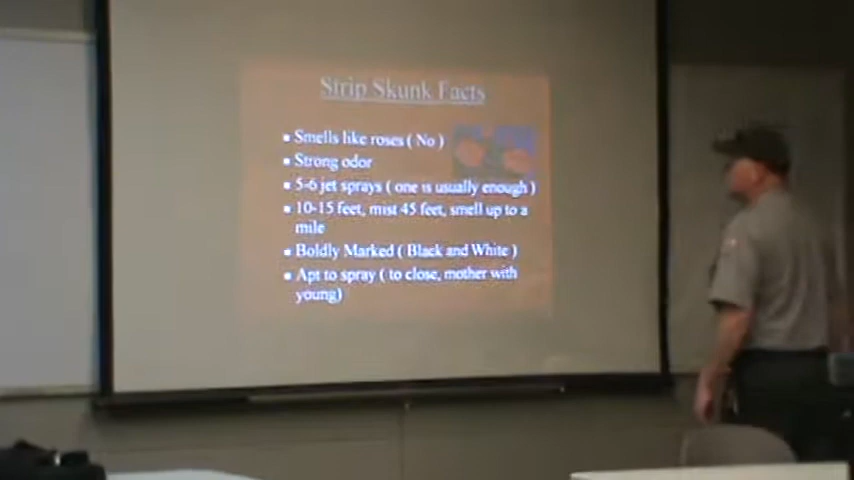 Strip Skunk Facts
Smells like roses ( No )
Strong odor
5-6 jet sprays ( one is usually enough )
10-15 feet, mist 45 feet, smell up to a
mile
Boldly Marked ( Black and White )
Apt to spray ( to close, mother with
young)